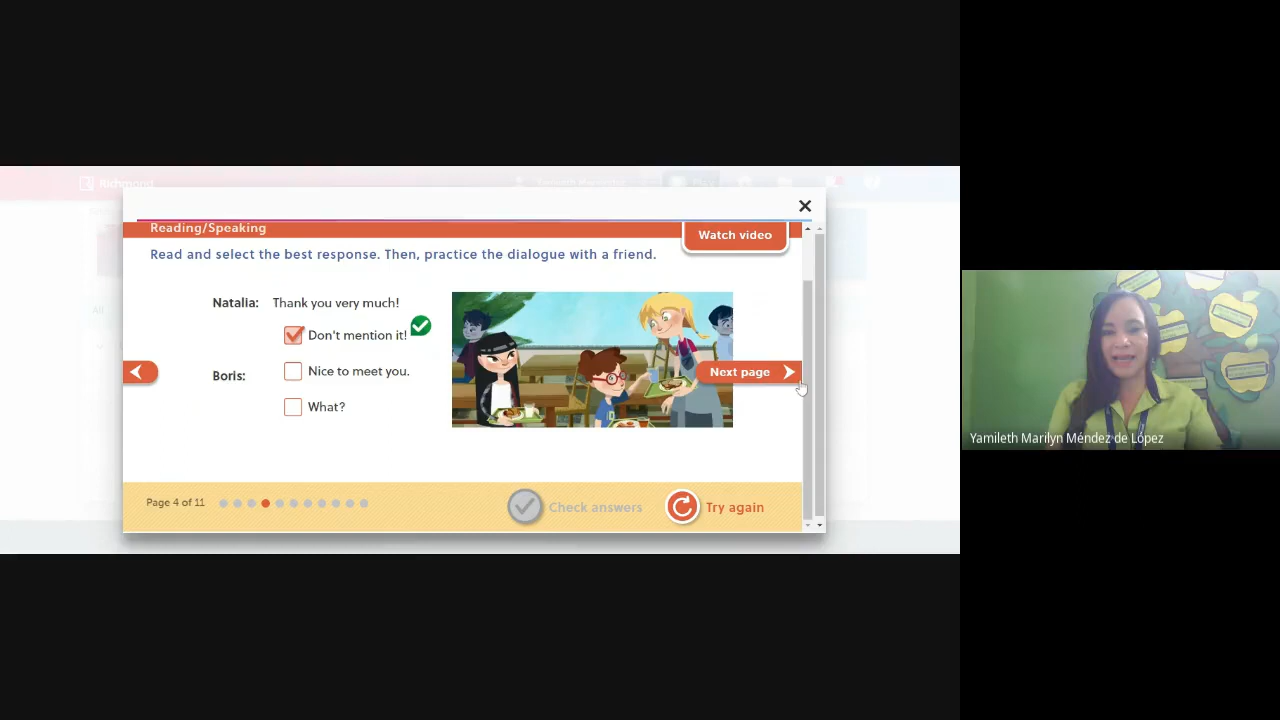 Richmond
Reading/Speaking
Watch video
Read and select the best response. Then, practice the dialogue with a friend.
Natalia: Thank you very much!
Don't mention it!
Boris: Nice to meet you.
What?
Next page
Page 4 of 11
Check answers
Try again
Yamileth Marilyn Méndez de López